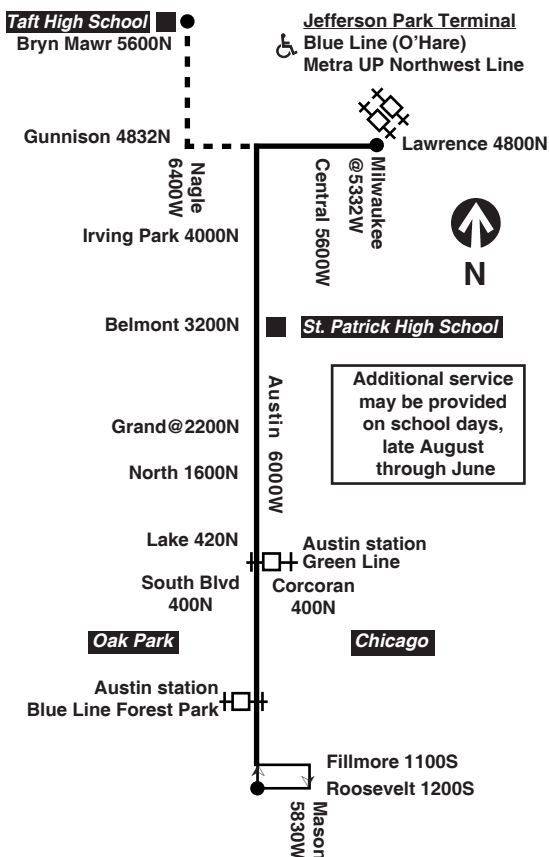 Taft High School
Bryn Mawr 5600N
Jefferson Park Terminal
Blue Line (O’Hare)
Metra UP Northwest Line
Gunnison 4832N
Lawrence 4800N
Nagle
6400W
Milwaukee
@5332W
Central 5600W
Irving Park 4000N
N
Belmont 3200N
St. Patrick High School
Additional service
may be provided
on school days,
late August
through June
Austin 6000W
Grand@2200N
North 1600N
Lake 420N
Austin station
Green Line
South Blvd
400N
Corcoran
400N
Oak Park
Chicago
Austin station
Blue Line Forest Park
Fillmore 1100S
Roosevelt 1200S
Mason
5830W